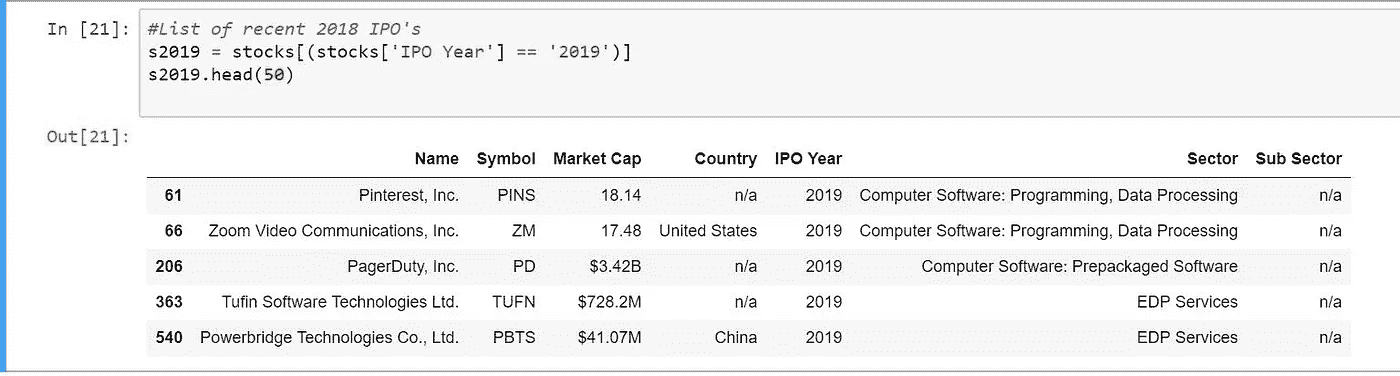 In [21]: #List of recent 2018 IPO's
s2019 = stocks[(stocks['IPO Year'] == '2019')]
s2019.head(50)
Out[21]:
Name Symbol Market Cap Country IPO Year Sector Sub Sector
61 Pinterest, Inc. PINS 18.14 n/a 2019 Computer Software: Programming, Data Processing n/a
66 Zoom Video Communications, Inc. ZM 17.48 United States 2019 Computer Software: Programming, Data Processing n/a
206 PagerDuty, Inc. PD $3.42B n/a 2019 Computer Software: Prepackaged Software n/a
363 Tufin Software Technologies Ltd. TUFN $728.2M n/a 2019 EDP Services n/a
540 Powerbridge Technologies Co., Ltd. PBTS $41.07M China 2019 EDP Services n/a